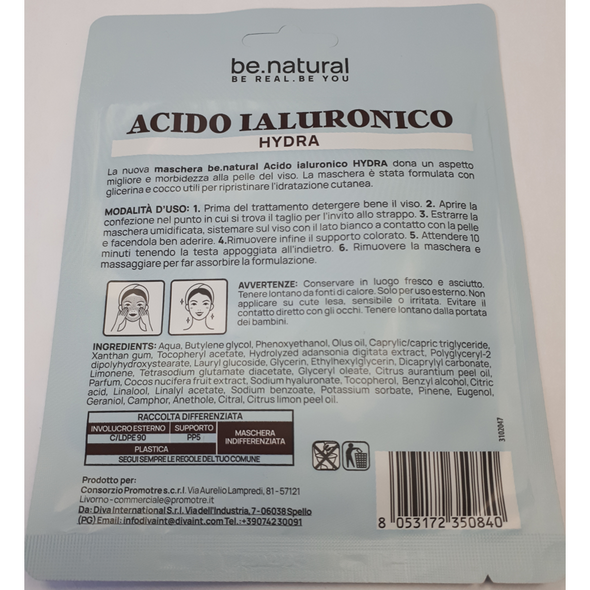 be.natural
BE REAL.BE YOU
ACIDO IALURONICO
HYDRA
La nuova maschera be.natural Acido ialuronico HYDRA dona un aspetto
migliore e morbidezza alla pelle del viso. La maschera è stata formulata con
glicerina e cocco utili per ripristinare l'idratazione cutanea.
MODALITÀ D'USO: 1. Prima del trattamento detergere bene il viso. 2. Aprire la
confezione nel punto in cui si trova il taglio per l'invito allo strappo. 3. Estrarre la
maschera umidificata, sistemare sul viso con il lato bianco a contatto con la pelle
e facendola ben aderire. 4.Rimuovere infine il supporto colorato. 5. Attendere 10
minuti tenendo la testa appoggiata all'indietro. 6. Rimuovere la maschera e
massaggiare per far assorbire la formulazione.
AVVERTENZE: Conservare in luogo fresco e asciutto.
Tenere lontano da fonti di calore. Solo per uso esterno. Non
applicare su cute lesa, sensibile o irritata. Evitare il
contatto diretto con gli occhi. Tenere lontano dalla portata
dei bambini.
INGREDIENTS: Aqua, Butylene glycol, Phenoxyethanol, Olus oil, Caprylic/capric triglyceride,
Xanthan gum, Tocopheryl acetate, Hydrolyzed adansonia digitata extract, Polyglyceryl-2
dipolyhydroxystearate, Lauryl glucoside, Glycerin, Ethylhexylglycerin, Dicaprylyl carbonate,
Limonene, Tetrasodium glutamate diacetate, Glyceryl oleate, Citrus aurantium peel oil,
Parfum, Cocos nucifera fruit extract, Sodium hyaluronate, Tocopherol, Benzyl alcohol, Citric
acid, Linalool, Linalyl acetate, Sodium benzoate, Potassium sorbate, Pinene, Eugenol,
Geraniol, Camphor, Anethole, Citral, Citrus limon peel oil.
RACCOLTA DIFFERENZIATA
INVOLUCRO ESTERNO SUPPORTO MASCHERA
C/LDPE 90 PP5 INDIFFERENZIATA
PLASTICA
SEGUI SEMPRE LE REGOLE DEL TUO COMUNE
3102047
Prodotto per:
Consorzio Promotre s.c.r.l. Via Aurelio Lampredi, 81 - 57121
Livorno - commerciale@promotre.it
Da: Diva International S.r.l. Via dell'Industria, 7-06038 Spello
(PG) Email: infodivaint@divaint.com Tel:+39074230091
8 053172 350840